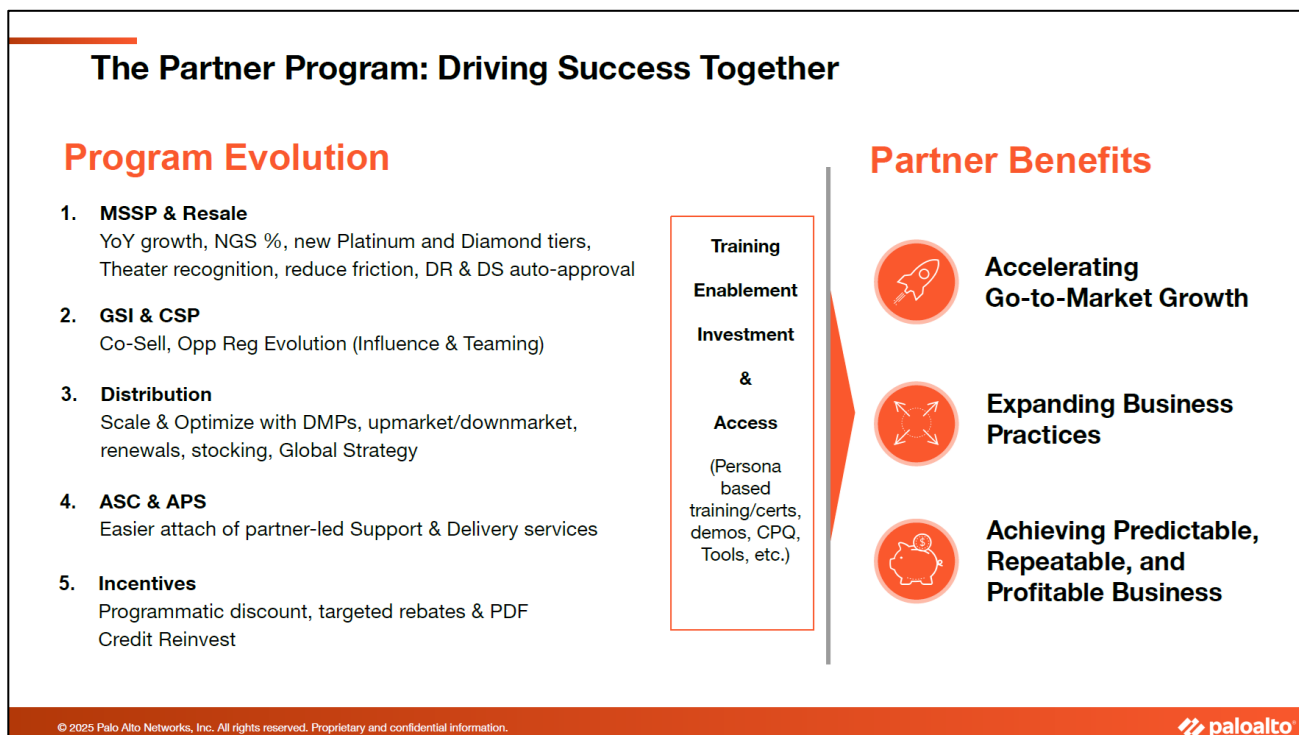 The Partner Program: Driving Success Together
Program Evolution
1. MSSP & Resale
YoY growth, NGS %, new Platinum and Diamond tiers,
Theater recognition, reduce friction, DR & DS auto-approval
2. GSI & CSP
Co-Sell, Opp Reg Evolution (Influence & Teaming)
3. Distribution
Scale & Optimize with DMPs, upmarket/downmarket,
renewals, stocking, Global Strategy
4. ASC & APS
Easier attach of partner-led Support & Delivery services
5. Incentives
Programmatic discount, targeted rebates & PDF
Credit Reinvest
Training
Enablement
Investment
&
Access
(Persona
based
training/certs,
demos, CPQ,
Tools, etc.)
Partner Benefits
Accelerating
Go-to-Market Growth
Expanding Business
Practices
$
Achieving Predictable,
Repeatable, and
Profitable Business
© 2025 Palo Alto Networks, Inc. All rights reserved. Proprietary and confidential information.
paloalto®